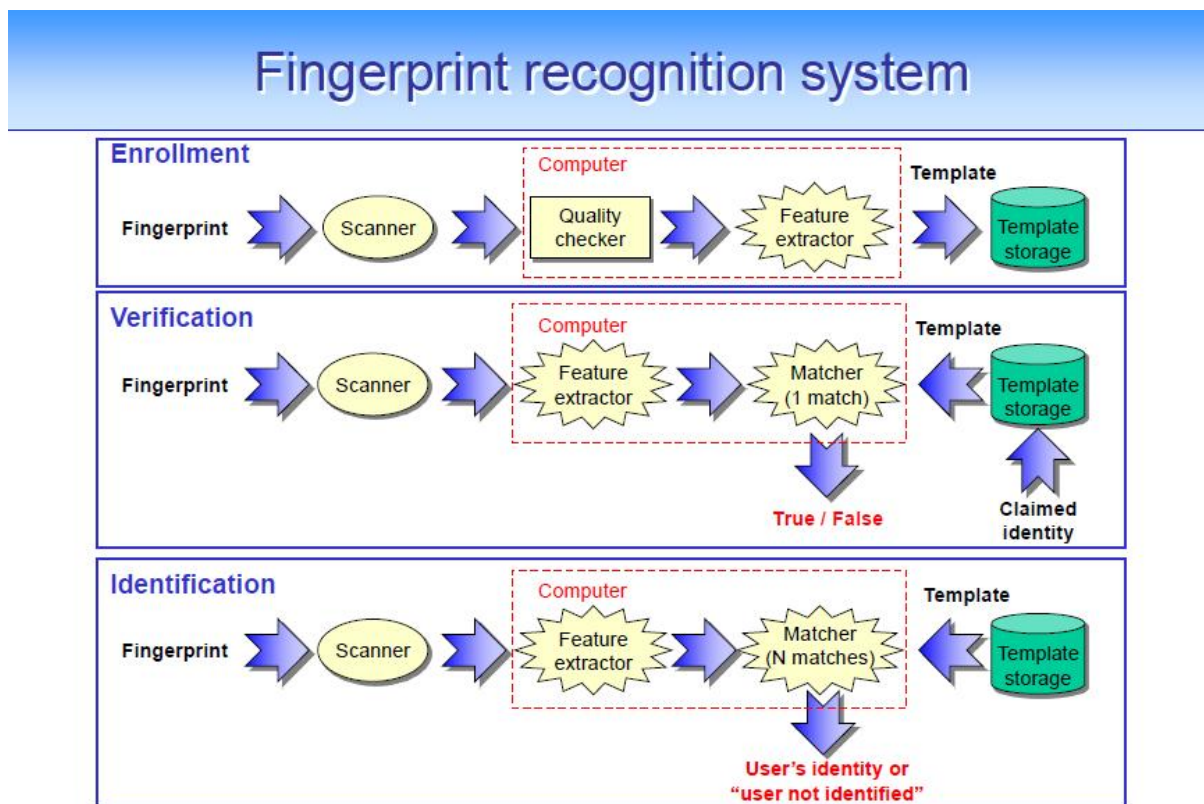 Fingerprint recognition system
Enrollment
Computer
Template
Fingerprint
Scanner
Quality
checker
Feature
extractor
Template
storage
Verification
Computer
Template
Fingerprint
Scanner
Feature
extractor
Matcher
(1 match)
Template
storage
True / False
Claimed
identity
Identification
Computer
Template
Fingerprint
Scanner
Feature
extractor
Matcher
(N matches)
Template
storage
User's identity or
“user not identified”